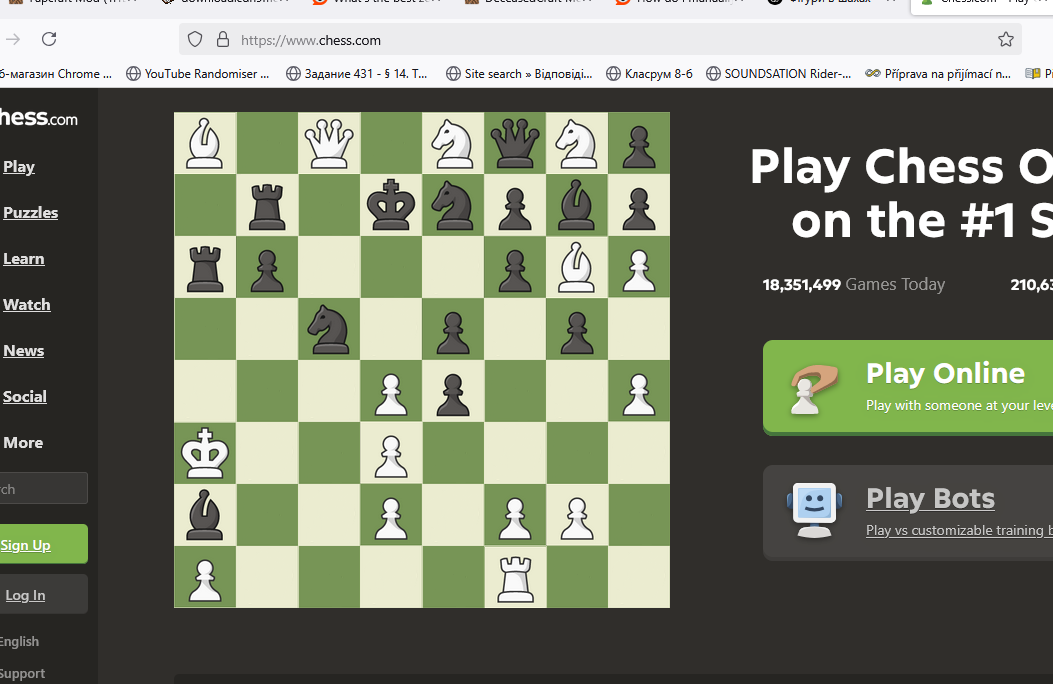 https://www.chess.com
YouTube Randomiser ...
Задание 431 - § 14. Т...
Site search » Відповіді...
Класрум 8-б
SOUNDSATION Rider-...
Příprava na přijímací n...
б-магазин Chrome ...
hess.com
Play
Puzzles
Learn
Watch
News
Social
More
rch
Sign Up
Log In
English
Support
Play Chess O
on the #1 S
18,351,499 Games Today
210,63
Play Online
Play with someone at your leve
Play Bots
Play vs customizable training b